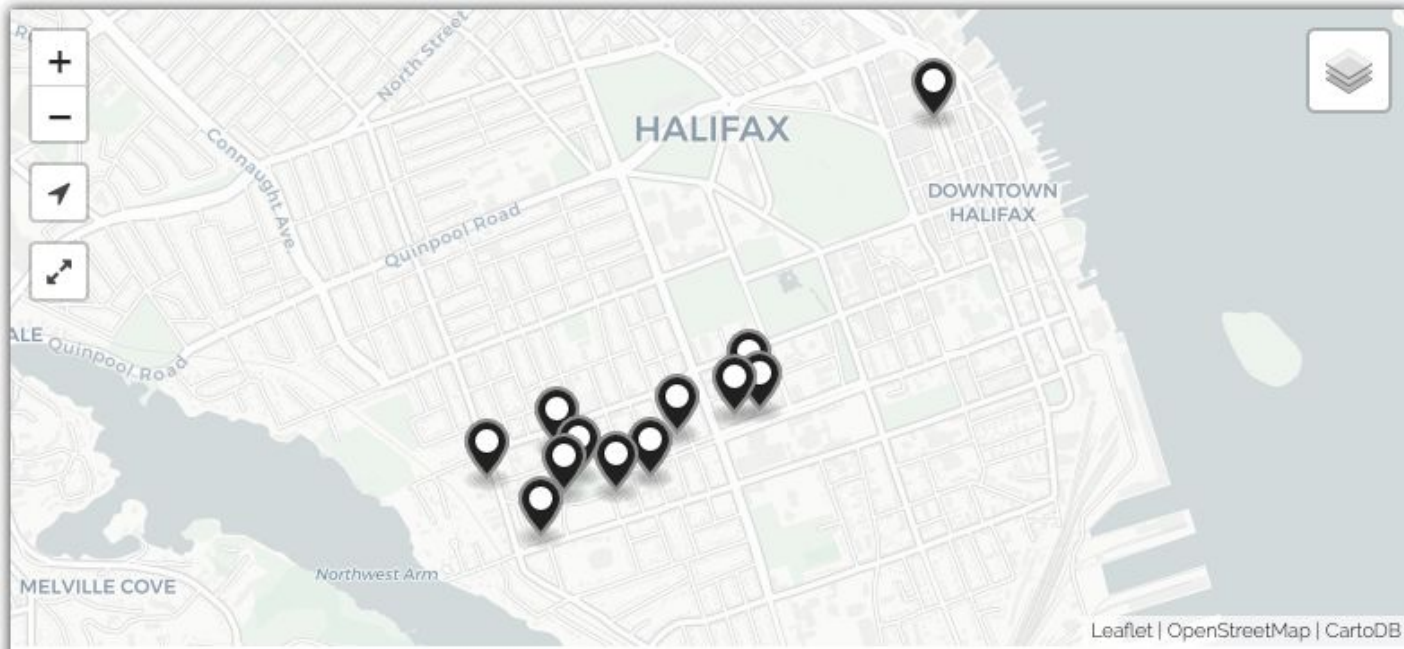 +
−
North Street
HALIFAX
Connaught Ave.
Quinpool Road
DOWNTOWN
HALIFAX
ALE
Quinpool Road
Northwest Arm
MELVILLE COVE
Leaflet | OpenStreetMap | CartoDB